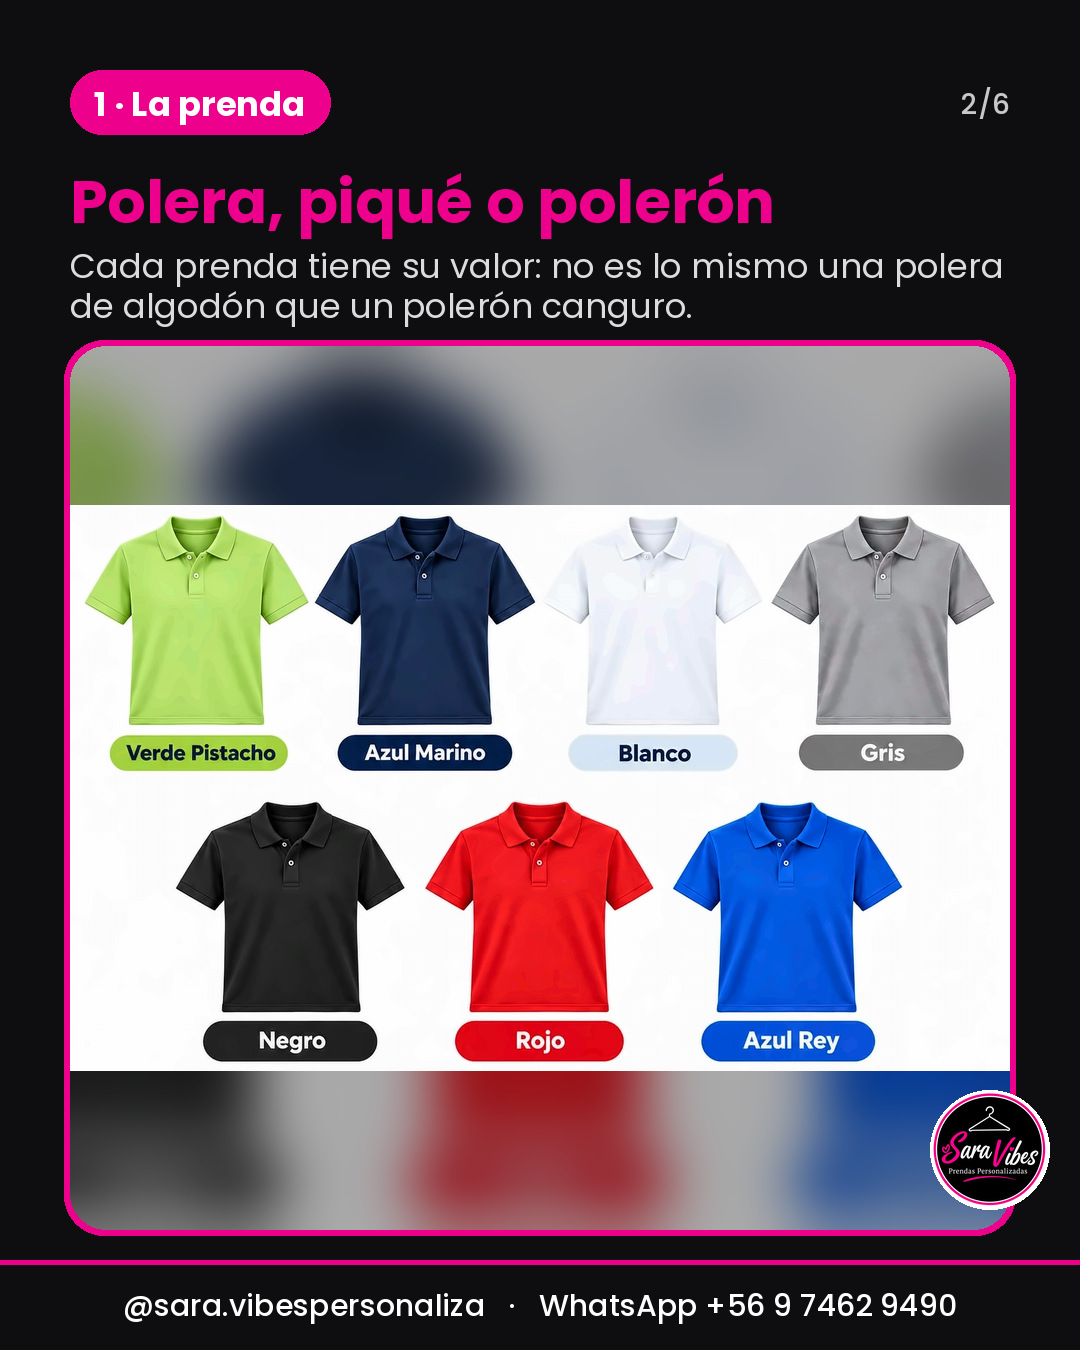 1 · La prenda
2/6
Polera, piqué o polerón
Cada prenda tiene su valor: no es lo mismo una polera
de algodón que un polerón canguro.
Verde Pistacho
Azul Marino
Blanco
Gris
Negro
Rojo
Azul Rey
Sara Vibes
Prendas Personalizadas
@sara.vibespersonaliza · WhatsApp +56 9 7462 9490